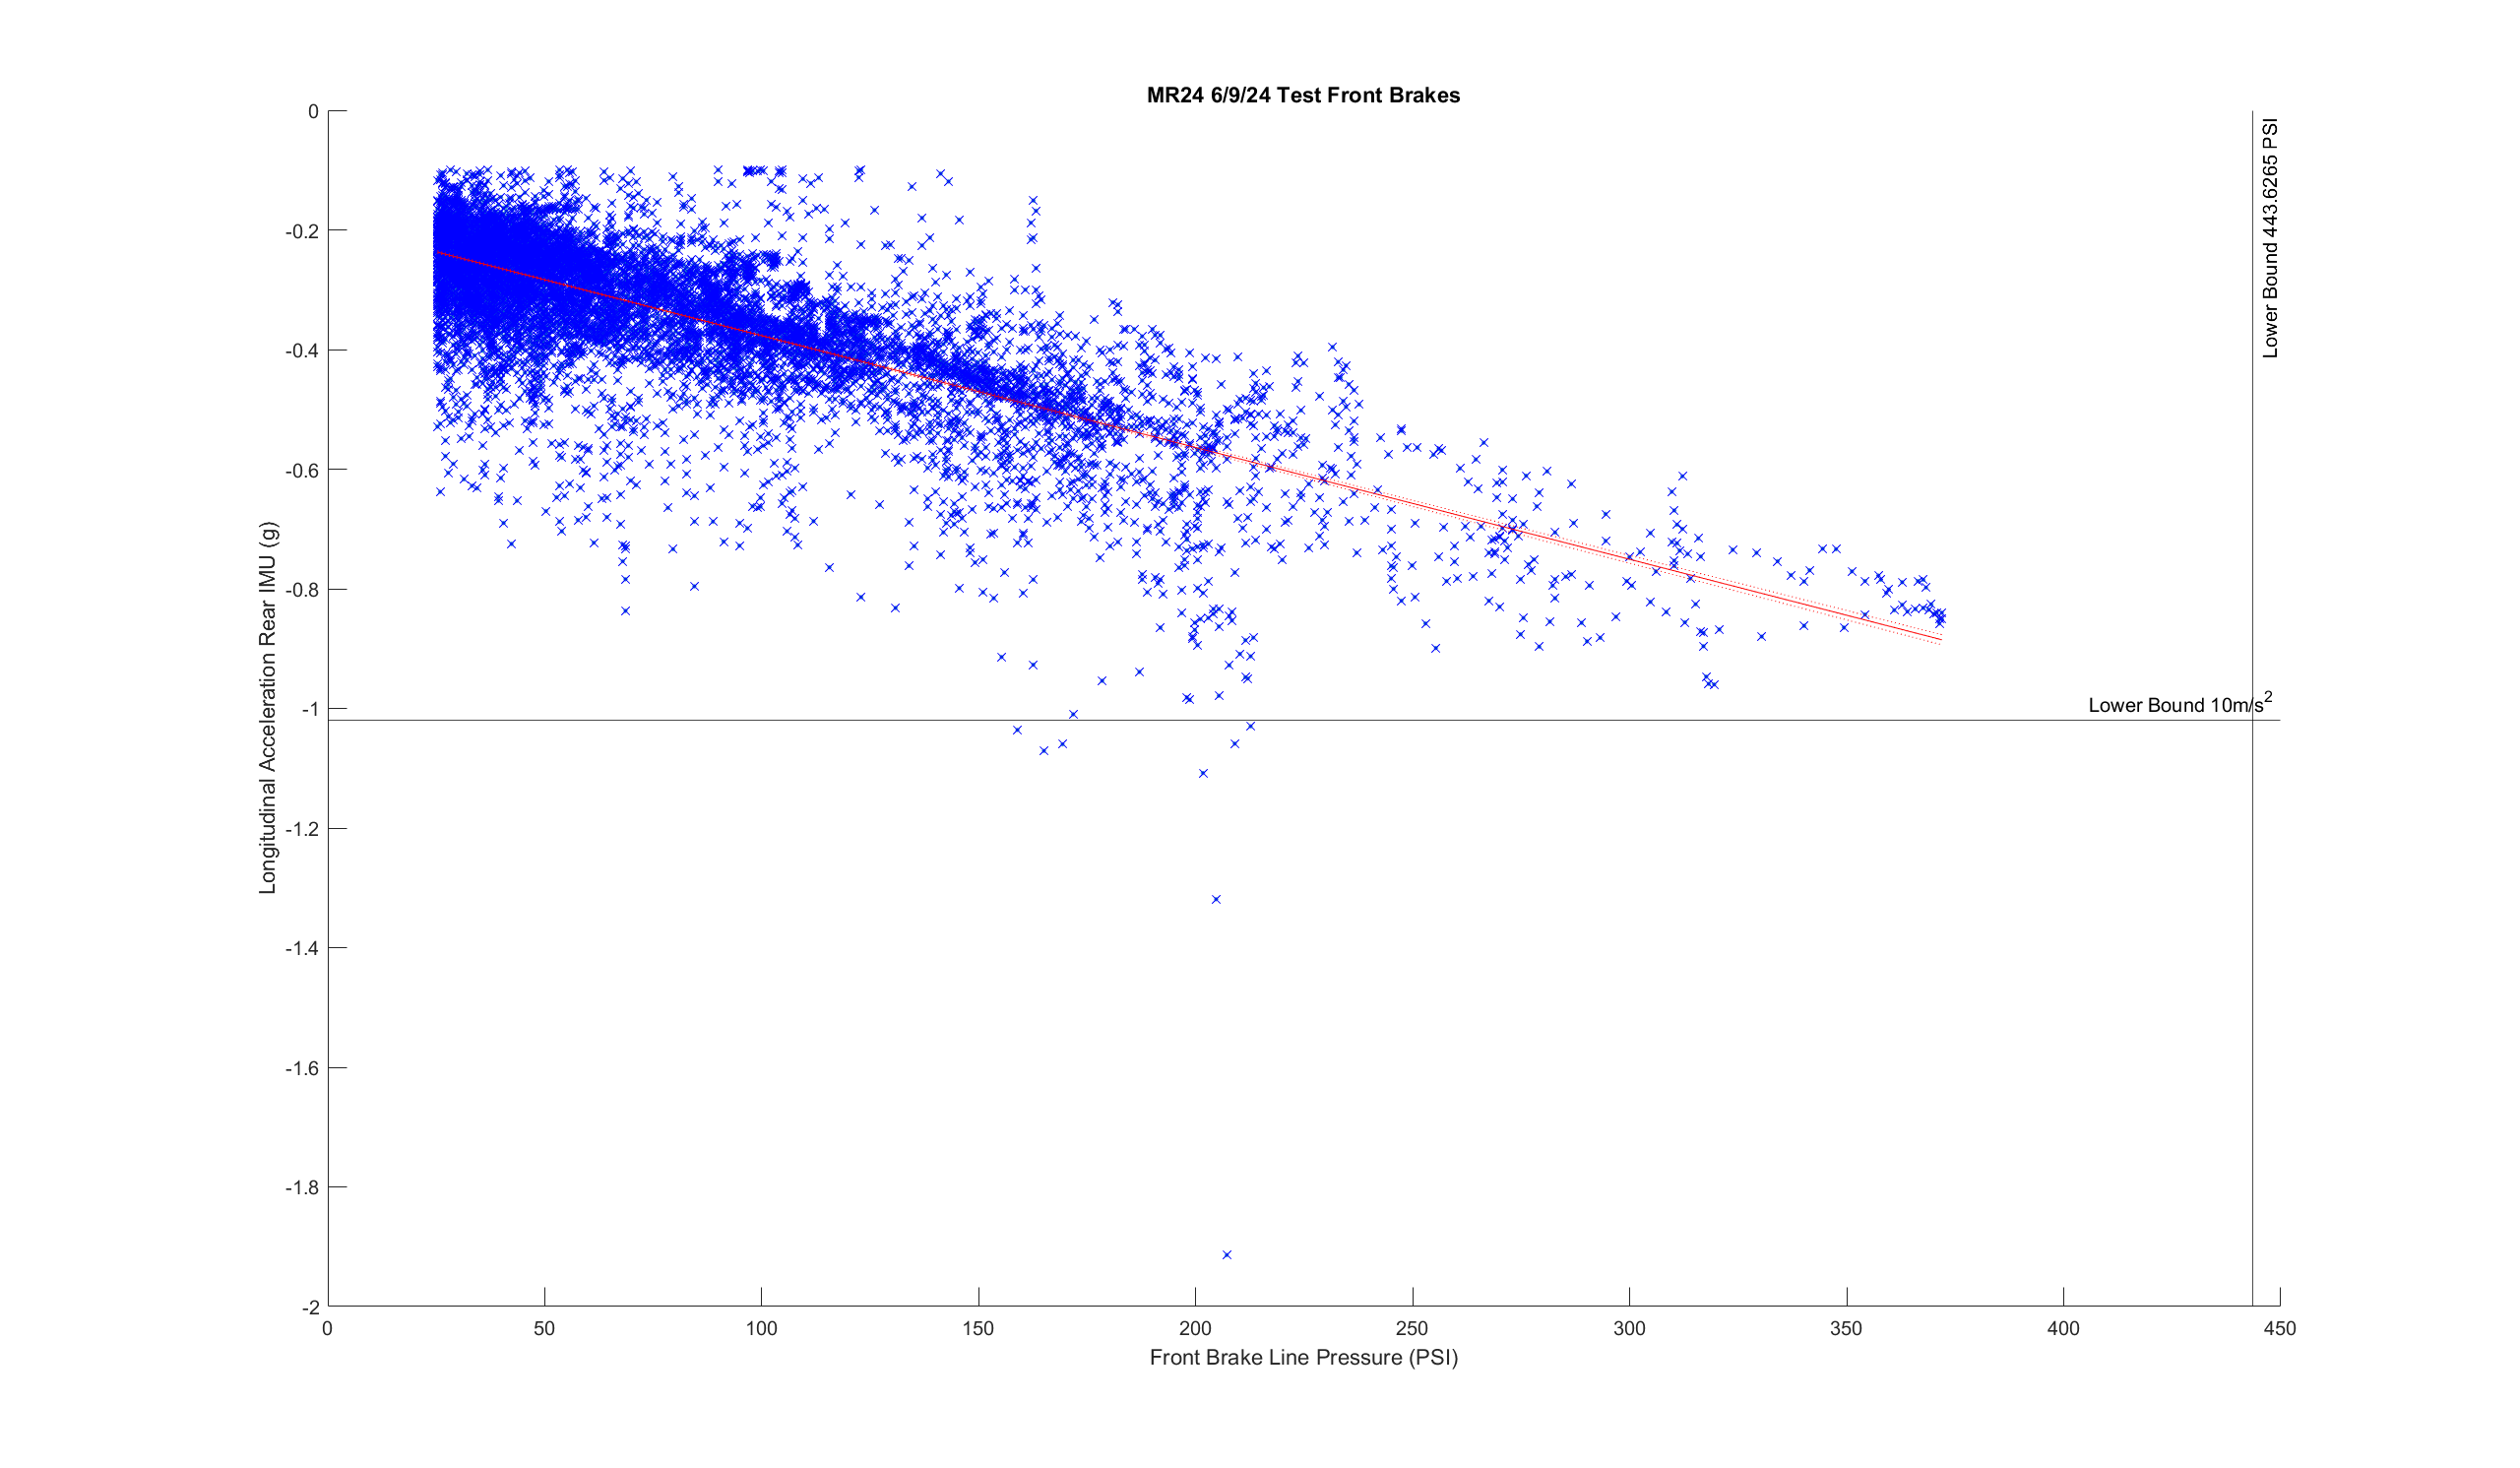 MR24 6/9/24 Test Front Brakes
0
-0.2
-0.4
-0.6
-0.8
-1
-1.2
-1.4
-1.6
-1.8
-2
Longitudinal Acceleration Rear IMU (g)
Lower Bound 443.6265 PSI
Lower Bound 10m/s²
0 50 100 150 200 250 300 350 400 450
Front Brake Line Pressure (PSI)